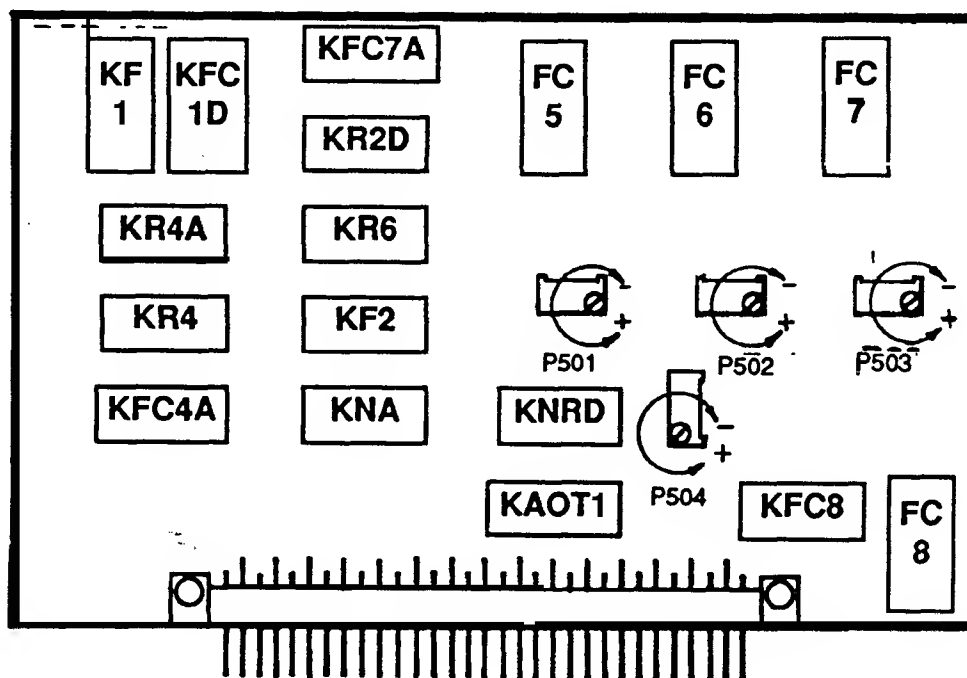 KF
1
KFC
1D
KFC7A
FC
5
FC
6
FC
7
KR2D
KR4A
KR6
KR4
KF2
-
+
P501
-
+
P502
-
+
P503
KFC4A
KNA
KNRD
-
+
P504
KAOT1
KFC8
FC
8